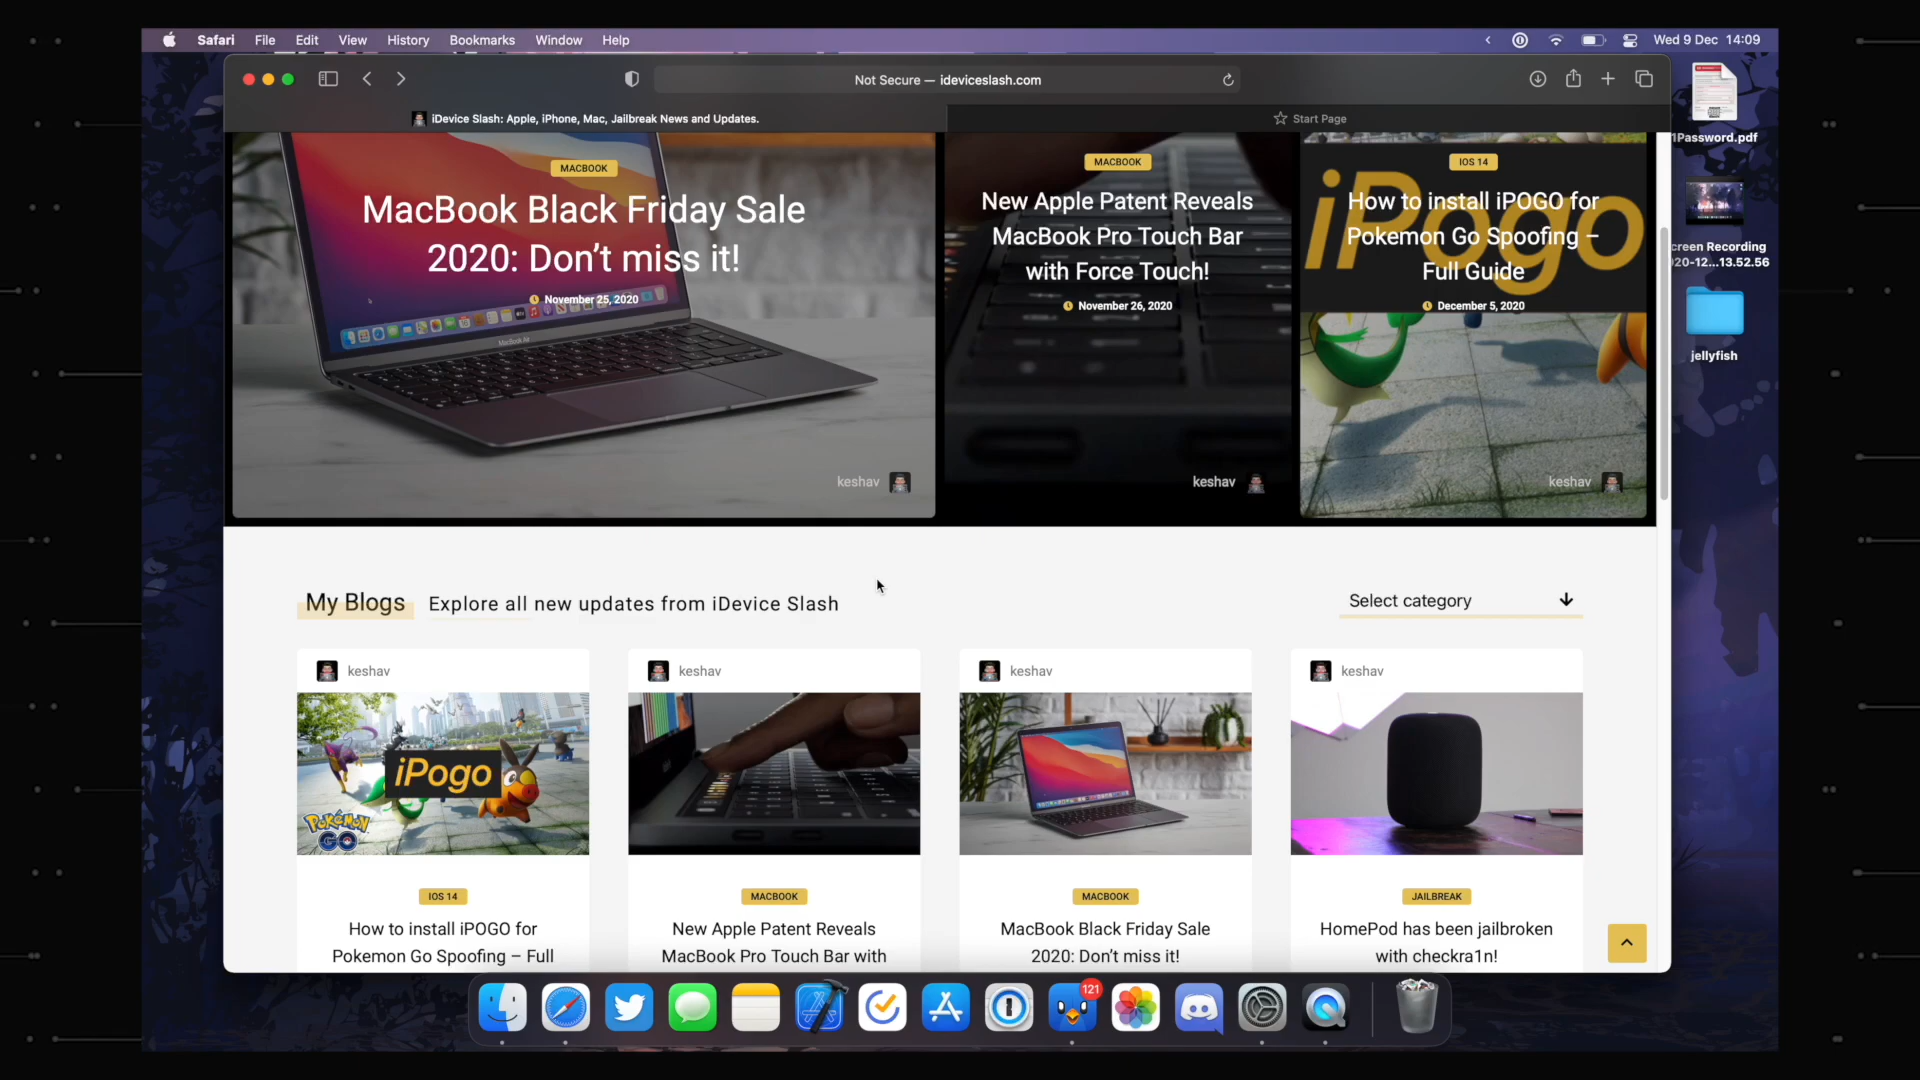 Safari File Edit View History Bookmarks Window Help
Wed 9 Dec 14:09
Not Secure — ideviceslash.com
iDevice Slash: Apple, iPhone, Mac, Jailbreak News and Updates.
Start Page
1Password.pdf
creen Recording
20-12...13.52.56
jellyfish
MACBOOK
MacBook Black Friday Sale
2020: Don’t miss it!
November 25, 2020
MacBook Air
keshav
MACBOOK
New Apple Patent Reveals
MacBook Pro Touch Bar
with Force Touch!
November 26, 2020
keshav
IOS 14
iPogo
How to install iPOGO for
Pokemon Go Spoofing –
Full Guide
December 5, 2020
keshav
My Blogs
Explore all new updates from iDevice Slash
Select category
keshav
iPogo
POKÉMON
GO
IOS 14
How to install iPOGO for
Pokemon Go Spoofing – Full
keshav
MACBOOK
New Apple Patent Reveals
MacBook Pro Touch Bar with
keshav
MACBOOK
MacBook Black Friday Sale
2020: Don’t miss it!
keshav
JAILBREAK
HomePod has been jailbroken
with checkra1n!
121